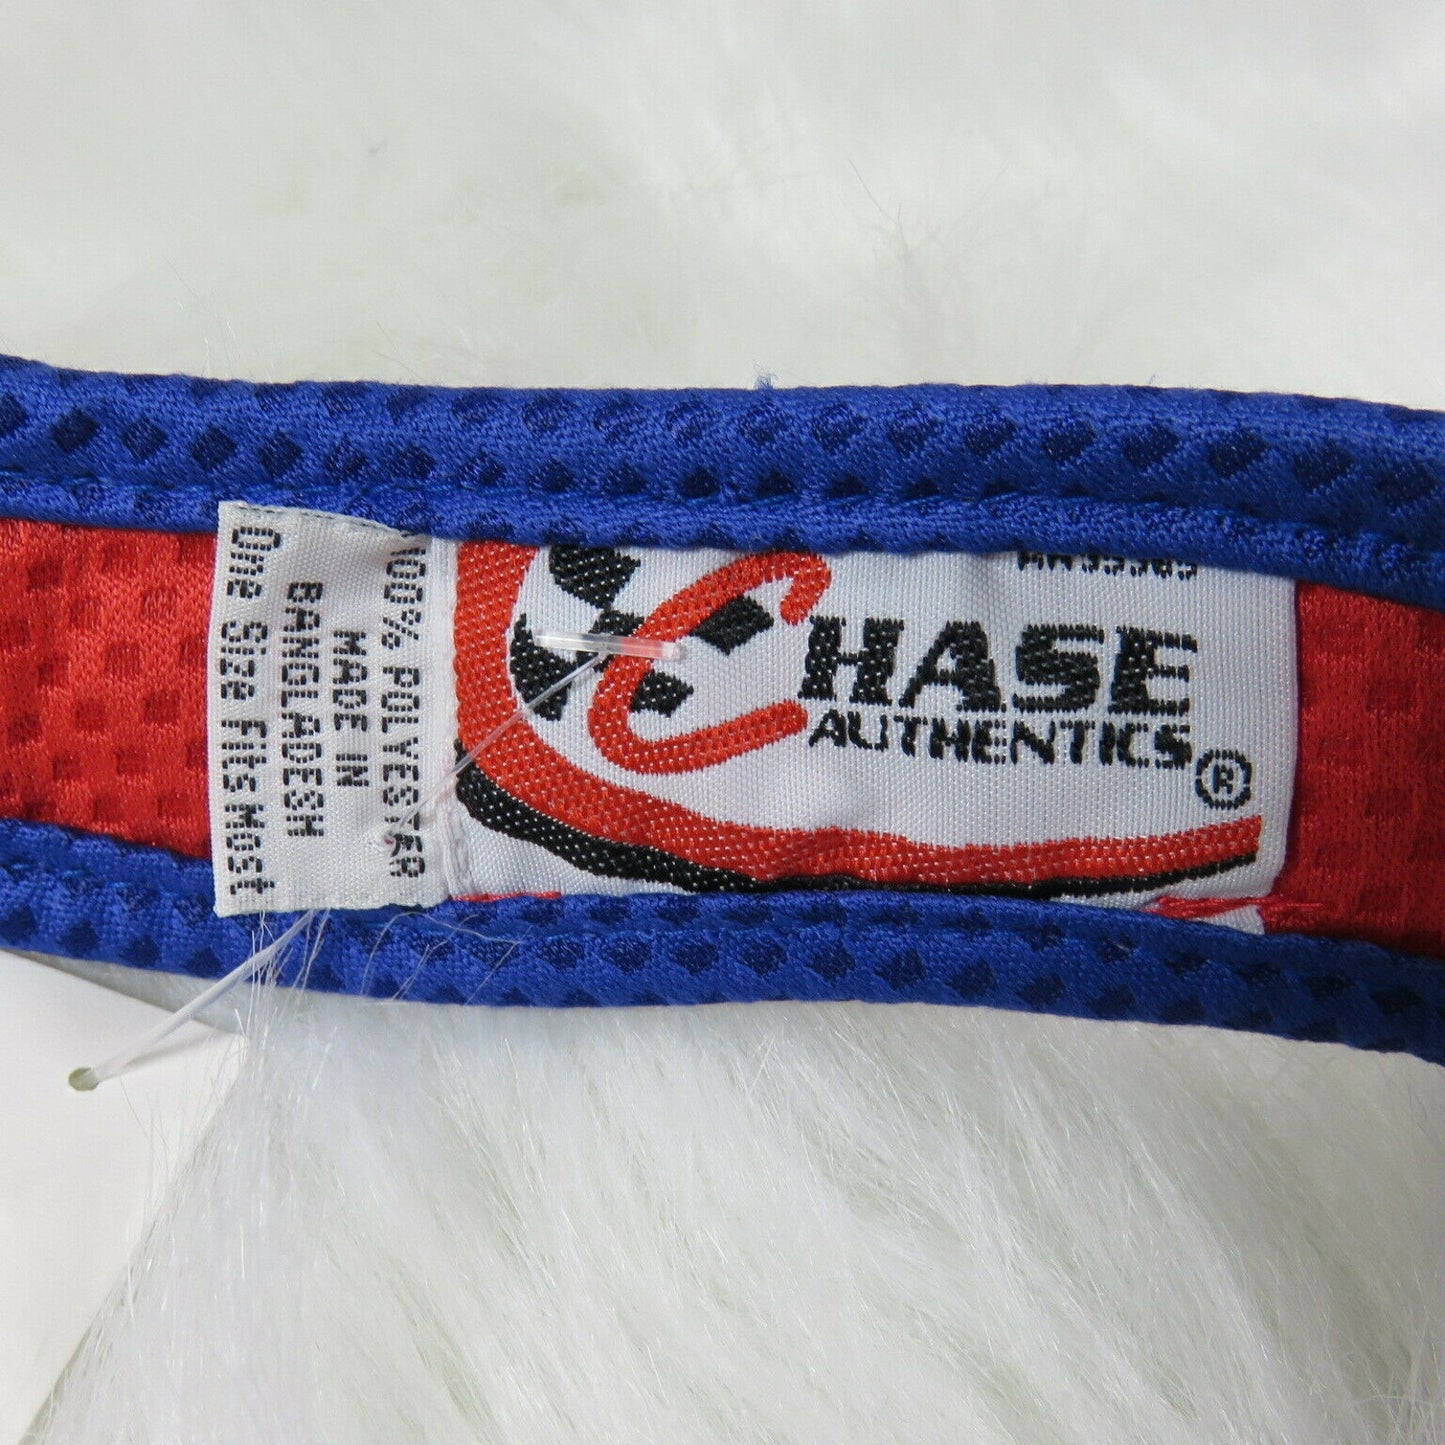 100% POLYESTER
MADE IN
BANGLADESH
One Size Fits Most
CHASE
AUTHENTICS®